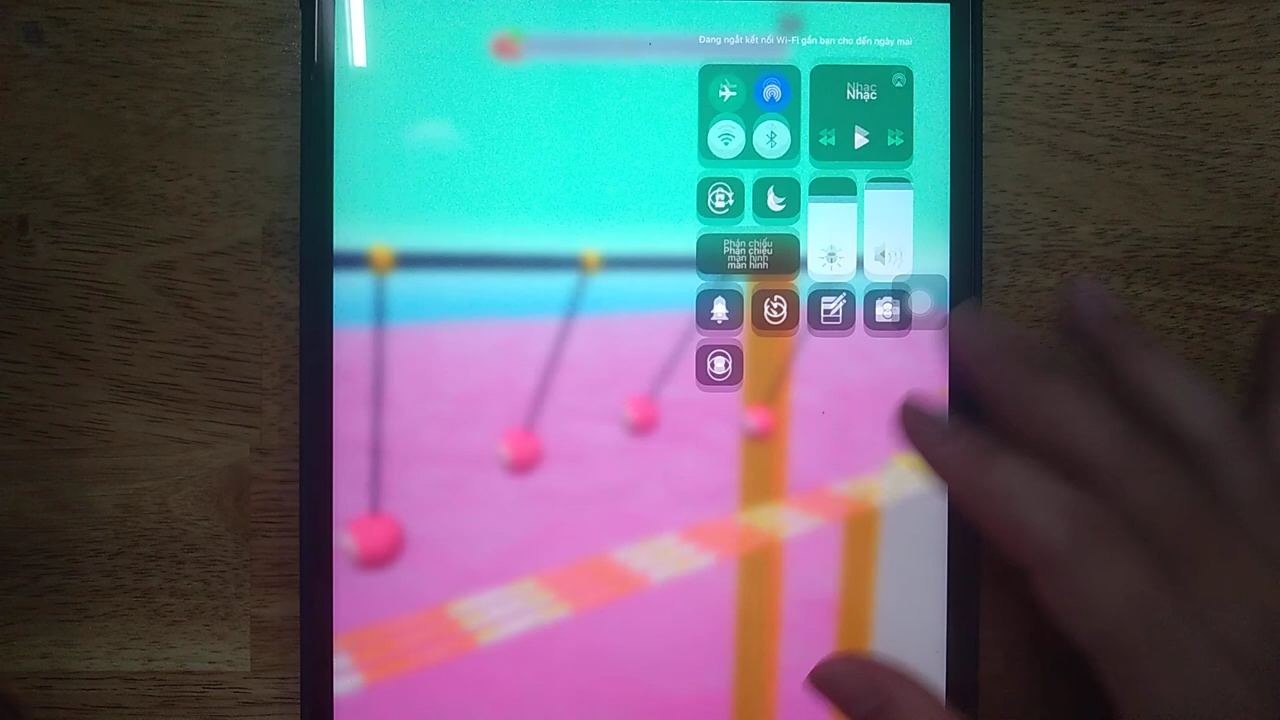 Đang ngắt kết nối Wi-Fi gần bạn cho đến ngày mai
Nhạc
Phản chiếu
màn hình